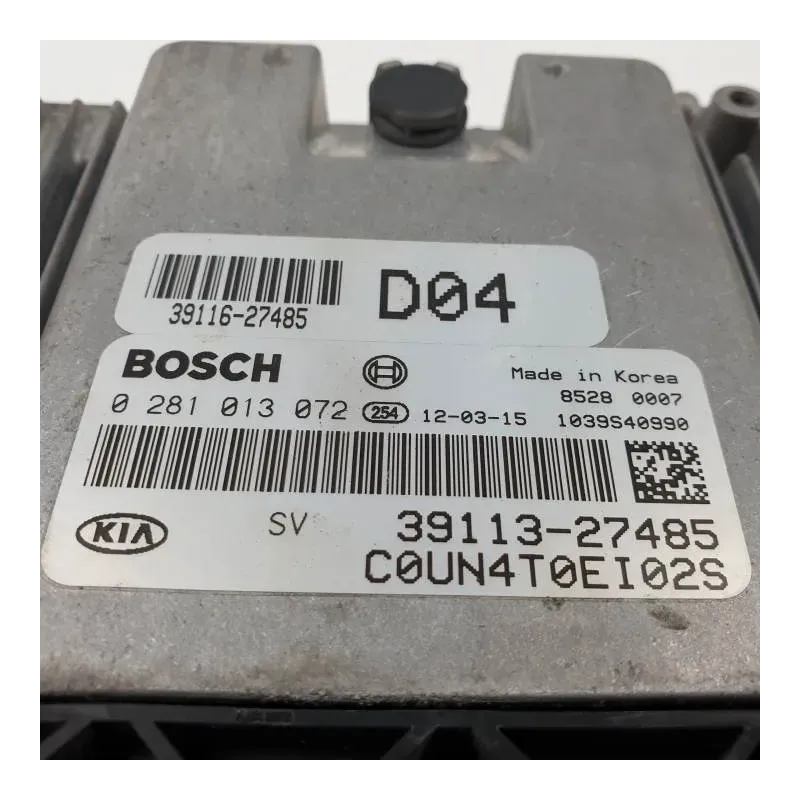 39116-27485 D04
BOSCH Made in Korea
8528 0007
0 281 013 072 254 12-03-15 1039S40990
KIA SV 39113-27485
C0UN4T0EI02S